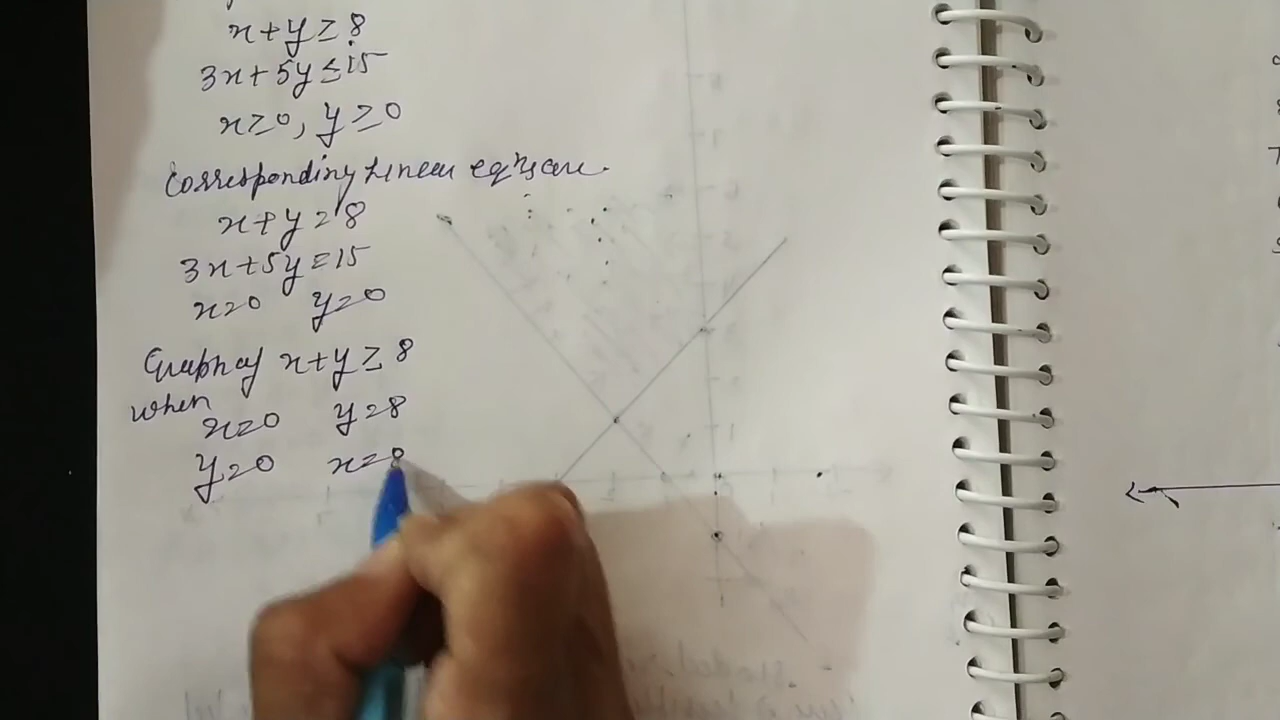 x+y≥8
3x+5y≤15
x≥0, y≥0
Corresponding Linear eq'ns are.
x+y=8
3x+5y=15
x=0 y=0
Graph of x+y≥8
when
x=0 y=8
y=0 x=8